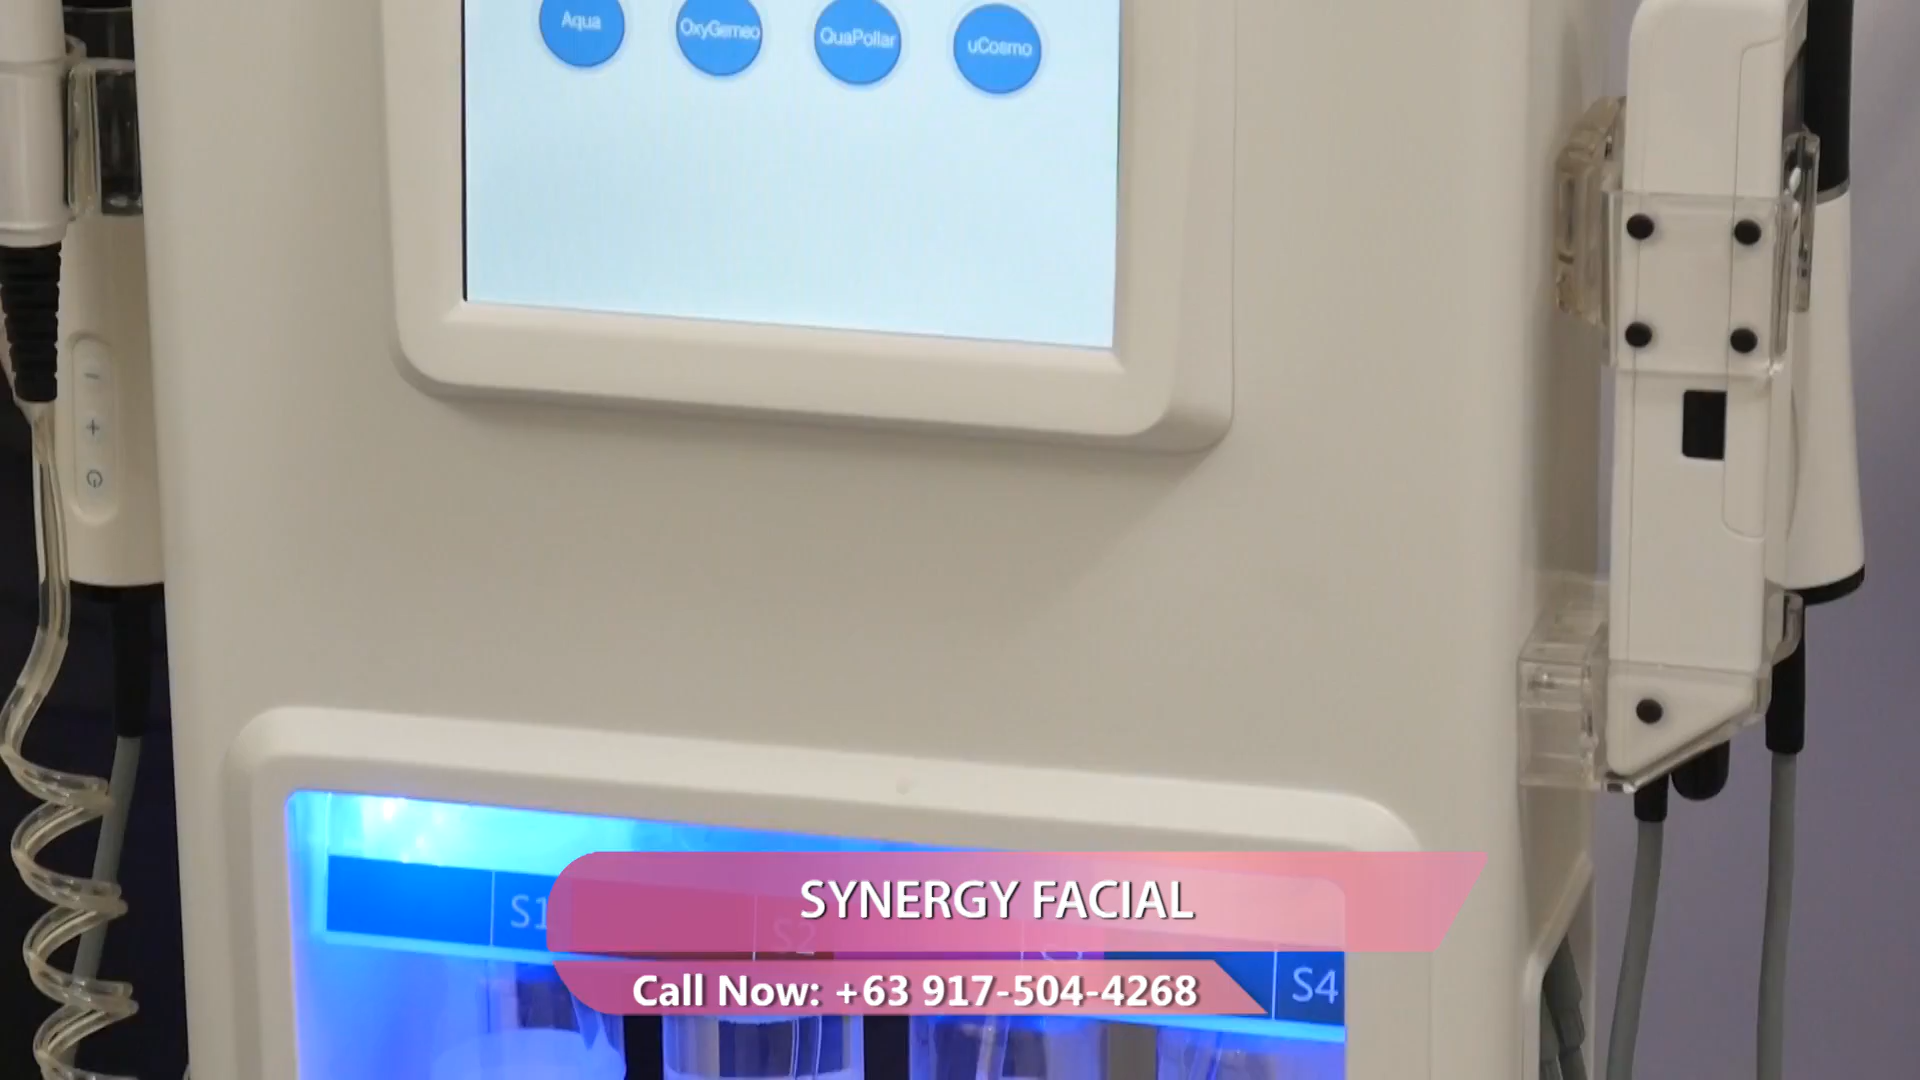 Aqua
OxyGemeo
QuaPollar
uCosmo
S1
S2
S4
SYNERGY FACIAL
Call Now: +63 917-504-4268